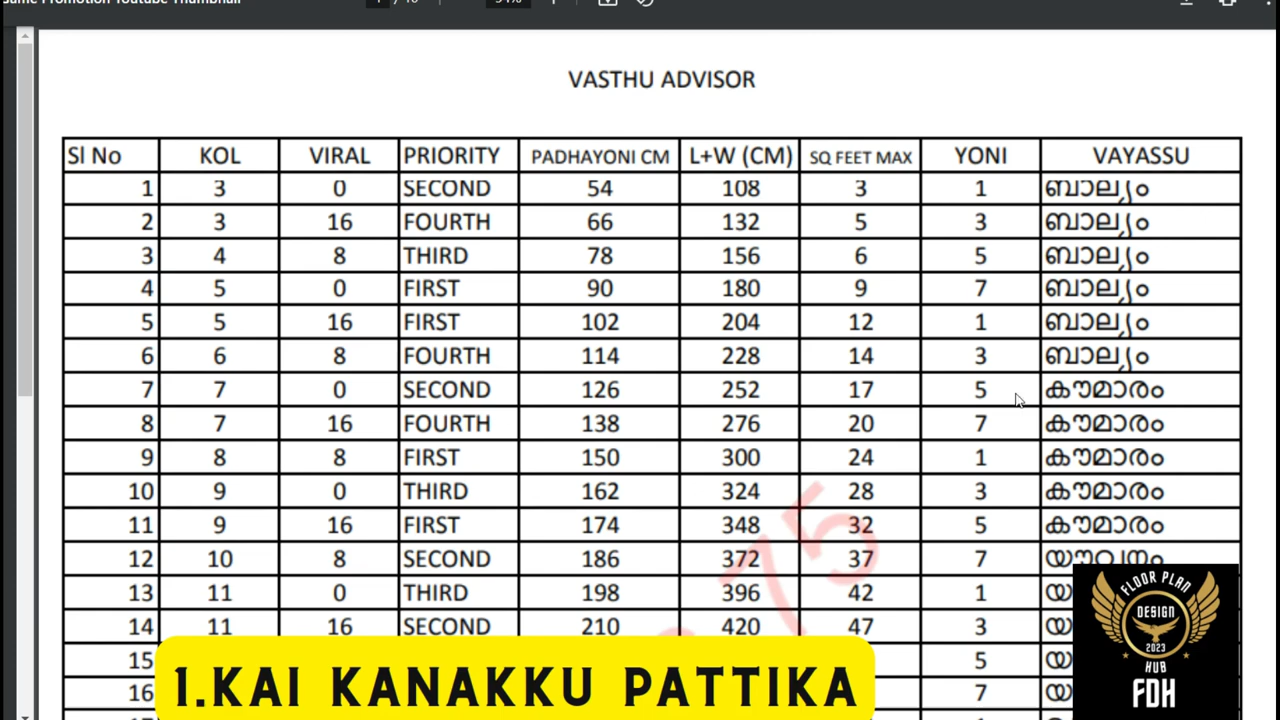 VASTHU ADVISOR
Sl No KOL VIRAL PRIORITY PADHAYONI CM L+W (CM) SQ FEET MAX YONI VAYASSU
1 3 0 SECOND 54 108 3 1 ബാല്യം
2 3 16 FOURTH 66 132 5 3 ബാല്യം
3 4 8 THIRD 78 156 6 5 ബാല്യം
4 5 0 FIRST 90 180 9 7 ബാല്യം
5 5 16 FIRST 102 204 12 1 ബാല്യം
6 6 8 FOURTH 114 228 14 3 ബാല്യം
7 7 0 SECOND 126 252 17 5 കൗമാരം
8 7 16 FOURTH 138 276 20 7 കൗമാരം
9 8 8 FIRST 150 300 24 1 കൗമാരം
10 9 0 THIRD 162 324 28 3 കൗമാരം
11 9 16 FIRST 174 348 32 5 കൗമാരം
12 10 8 SECOND 186 372 37 7 യൗവനം
13 11 0 THIRD 198 396 42 1
14 11 16 SECOND 210 420 47 3
15 5
16 7
75
1.KAI KANAKKU PATTIKA
FLOOR PLAN
DESIGN
2023
HUB
FDH